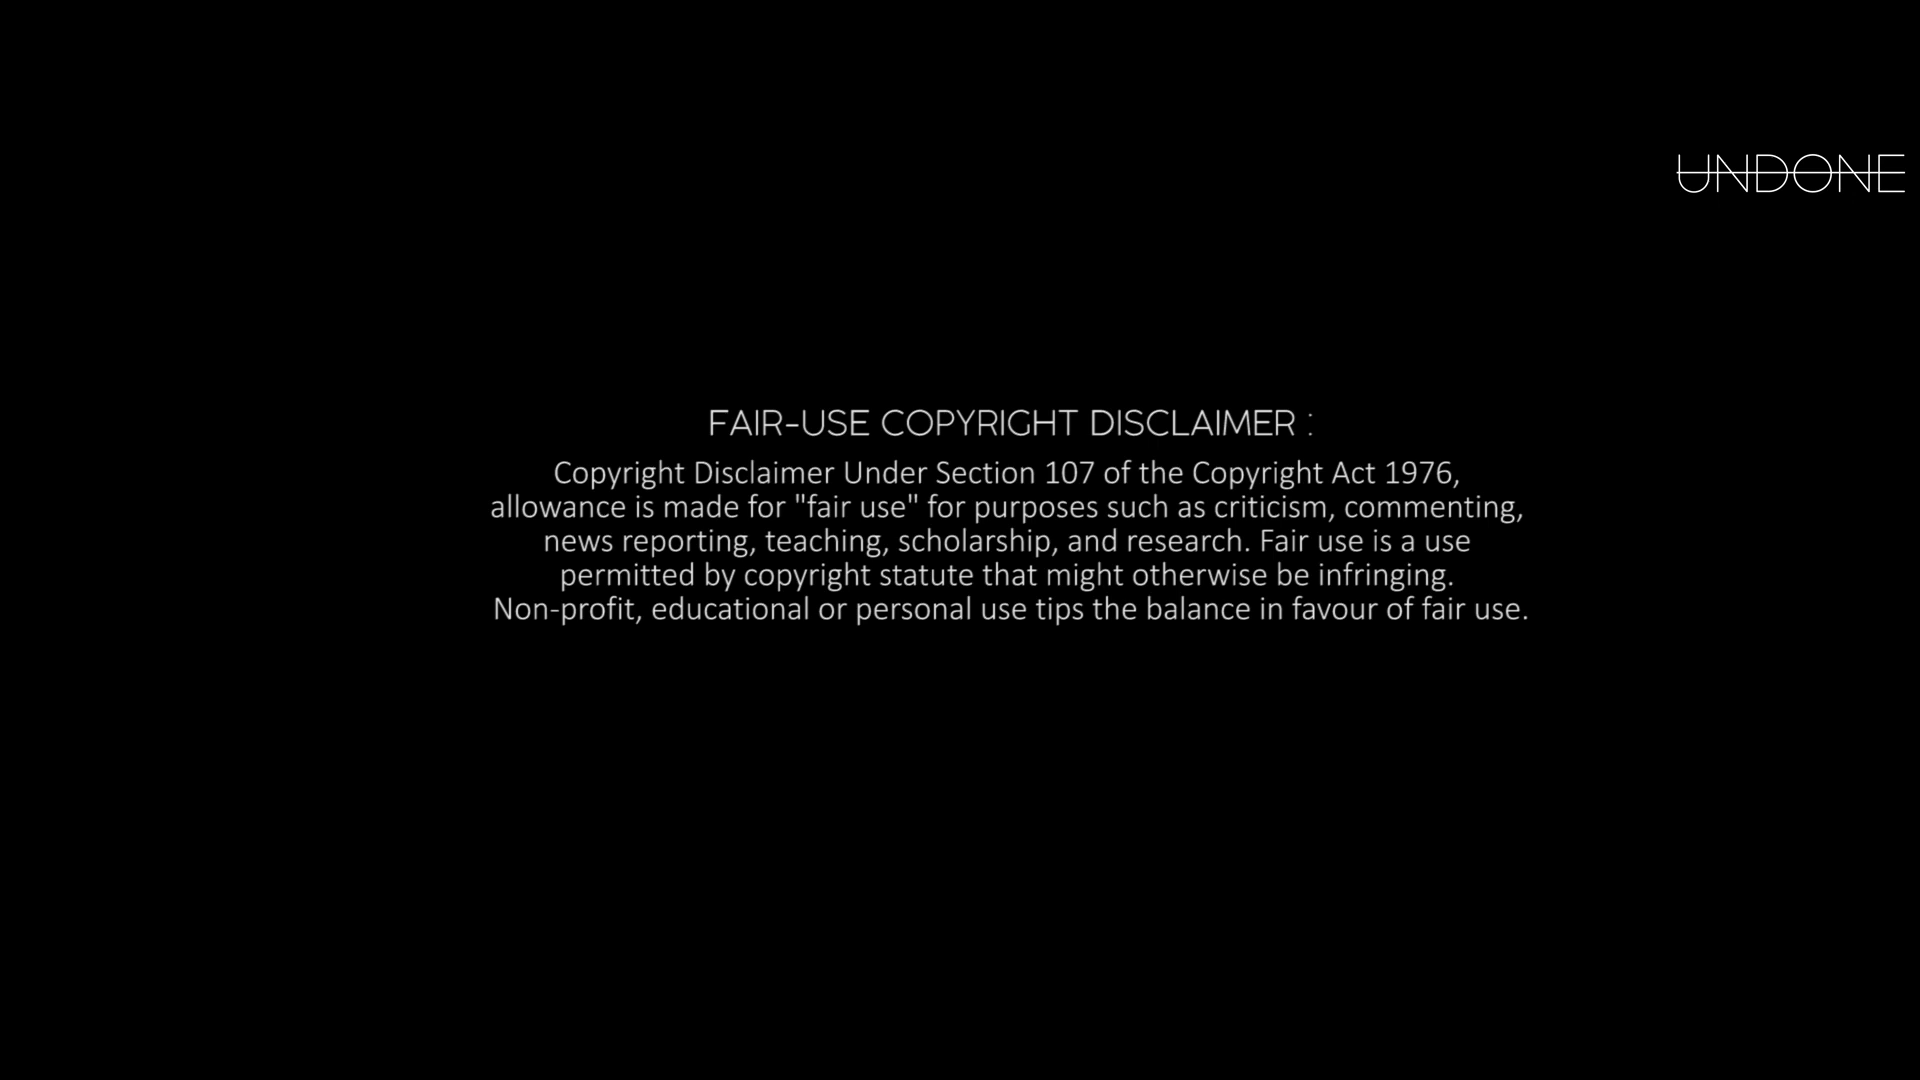 UNDONE
FAIR-USE COPYRIGHT DISCLAIMER :
Copyright Disclaimer Under Section 107 of the Copyright Act 1976,
allowance is made for "fair use" for purposes such as criticism, commenting,
news reporting, teaching, scholarship, and research. Fair use is a use
permitted by copyright statute that might otherwise be infringing.
Non-profit, educational or personal use tips the balance in favour of fair use.